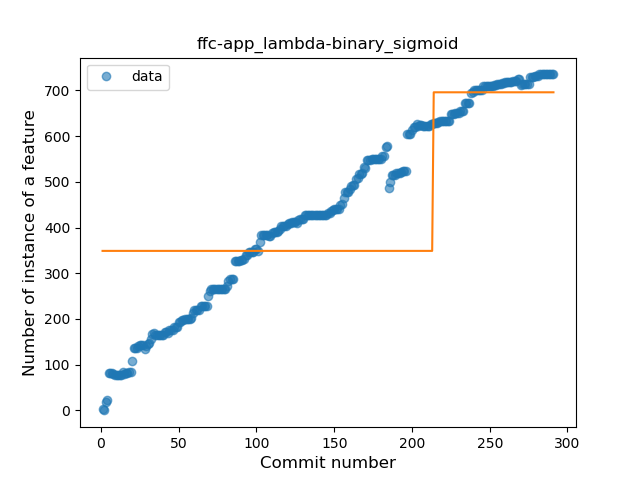 ffc-app_lambda-binary_sigmoid
data
Number of instance of a feature
700
600
500
400
300
200
100
0
0 50 100 150 200 250 300
Commit number